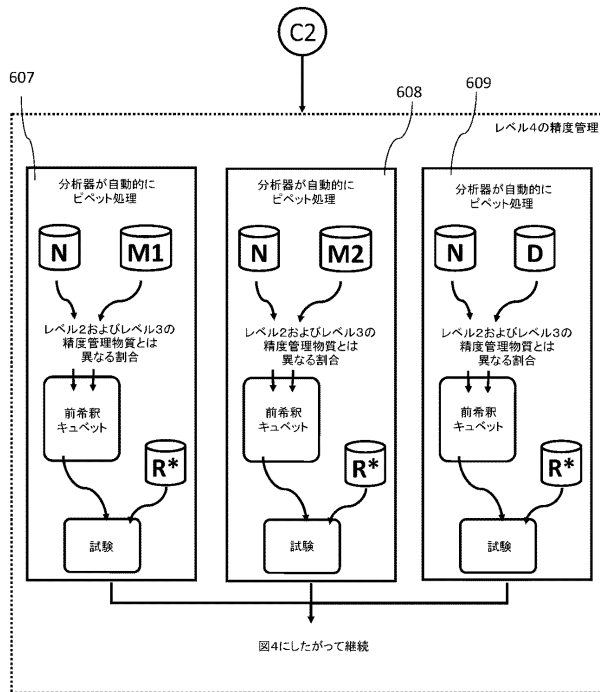 C2
607
608
609
レベル4の精度管理
分析器が自動的に
ピペット処理
N
M1
レベル2およびレベル3の
精度管理物質とは
異なる割合
前希釈
キュベット
R*
試験
分析器が自動的に
ピペット処理
N
M2
レベル2およびレベル3の
精度管理物質とは
異なる割合
前希釈
キュベット
R*
試験
分析器が自動的に
ピペット処理
N
D
レベル2およびレベル3の
精度管理物質とは
異なる割合
前希釈
キュベット
R*
試験
図4にしたがって継続